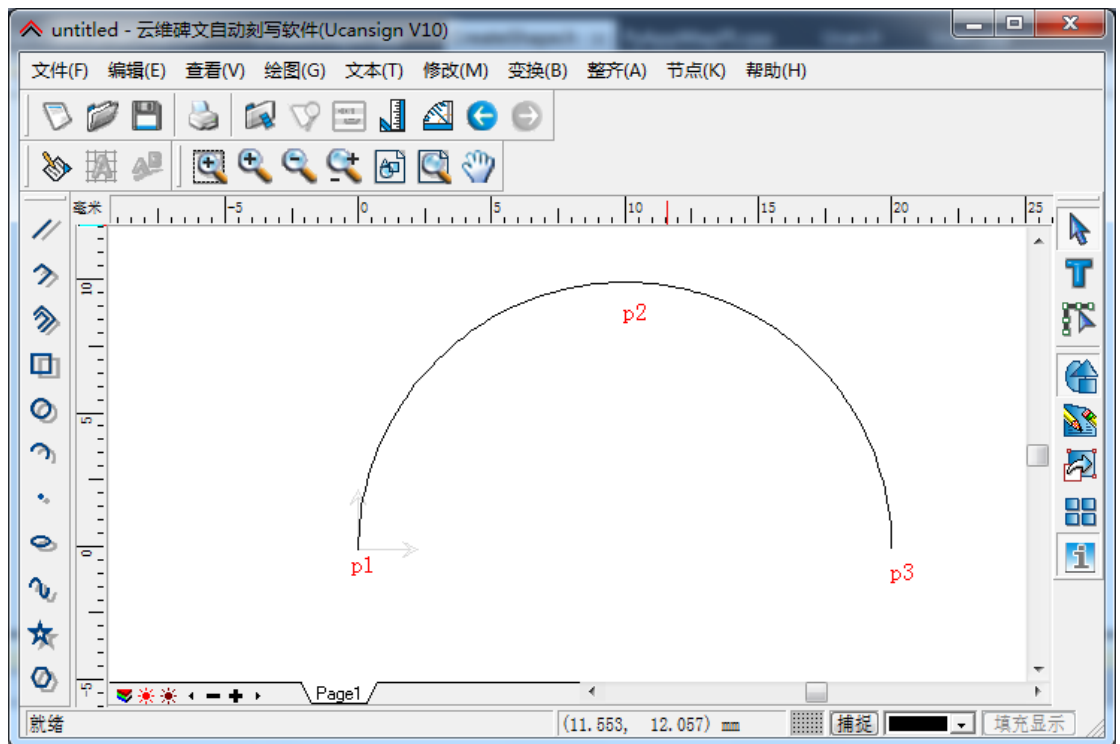 untitled - 云维碑文自动刻写软件(Ucansign V10)
文件(F) 编辑(E) 查看(V) 绘图(G) 文本(T) 修改(M) 变换(B) 整齐(A) 节点(K) 帮助(H)
毫米 -5 0 5 10 15 20 25
10
p2
5
0
p1
p3
-5
Page1
就绪 (11.553, 12.057) mm 捕捉 填充显示